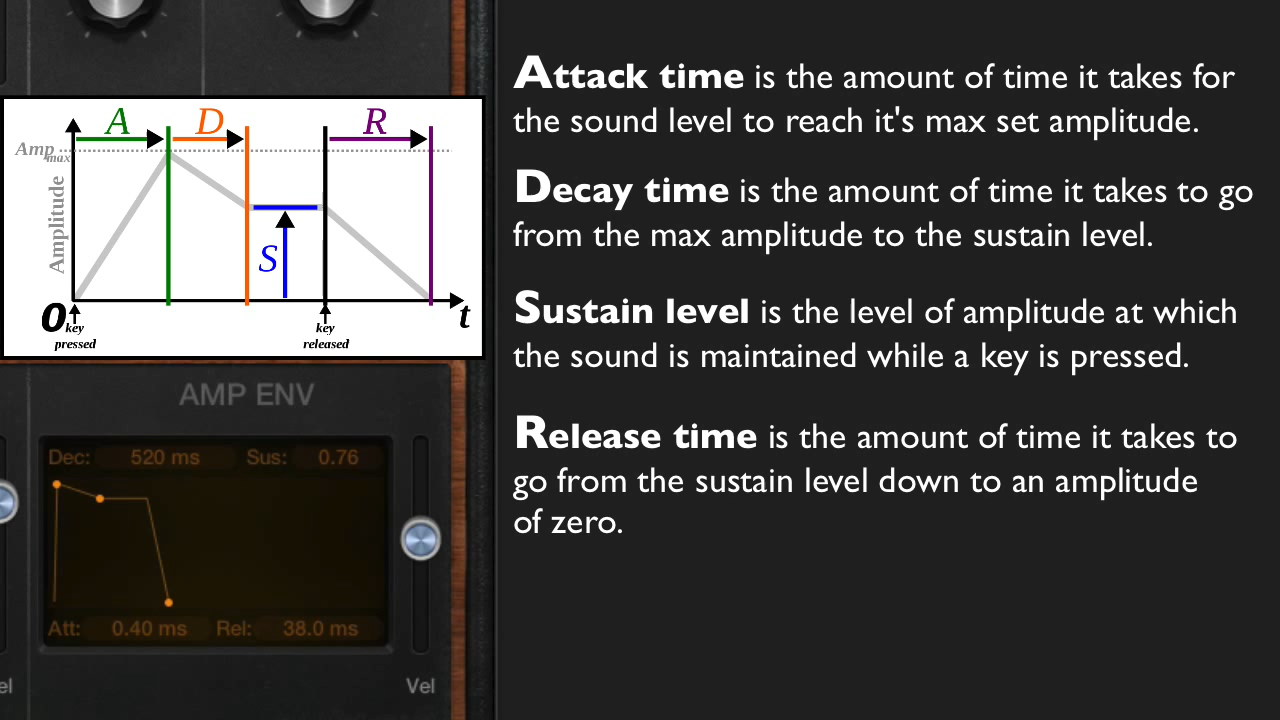 A D R
Amp max
Amplitude
S
0 t
key
pressed
key
released
AMP ENV
Dec: 520 ms Sus: 0.76
Att: 0.40 ms Rel: 38.0 ms
el
Vel
Attack time is the amount of time it takes for
the sound level to reach it's max set amplitude.
Decay time is the amount of time it takes to go
from the max amplitude to the sustain level.
Sustain level is the level of amplitude at which
the sound is maintained while a key is pressed.
Release time is the amount of time it takes to
go from the sustain level down to an amplitude
of zero.